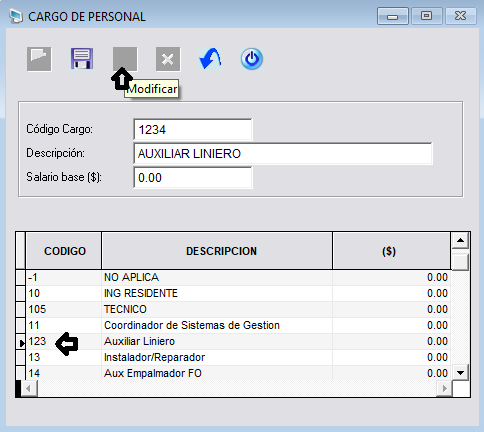 CARGO DE PERSONAL
Modificar
Código Cargo: 1234
Descripción: AUXILIAR LINIERO
Salario base ($): 0.00
CODIGO DESCRIPCION ($)
-1 NO APLICA 0.00
10 ING RESIDENTE 0.00
105 TECNICO 0.00
11 Coordinador de Sistemas de Gestion 0.00
123 Auxiliar Liniero 0.00
13 Instalador/Reparador 0.00
14 Aux Empalmador FO 0.00